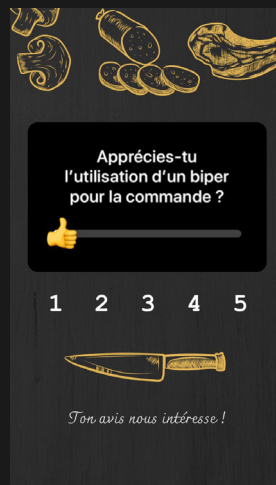 Apprécies-tu
l'utilisation d'un biper
pour la commande ?
1 2 3 4 5
Ton avis nous intéresse !